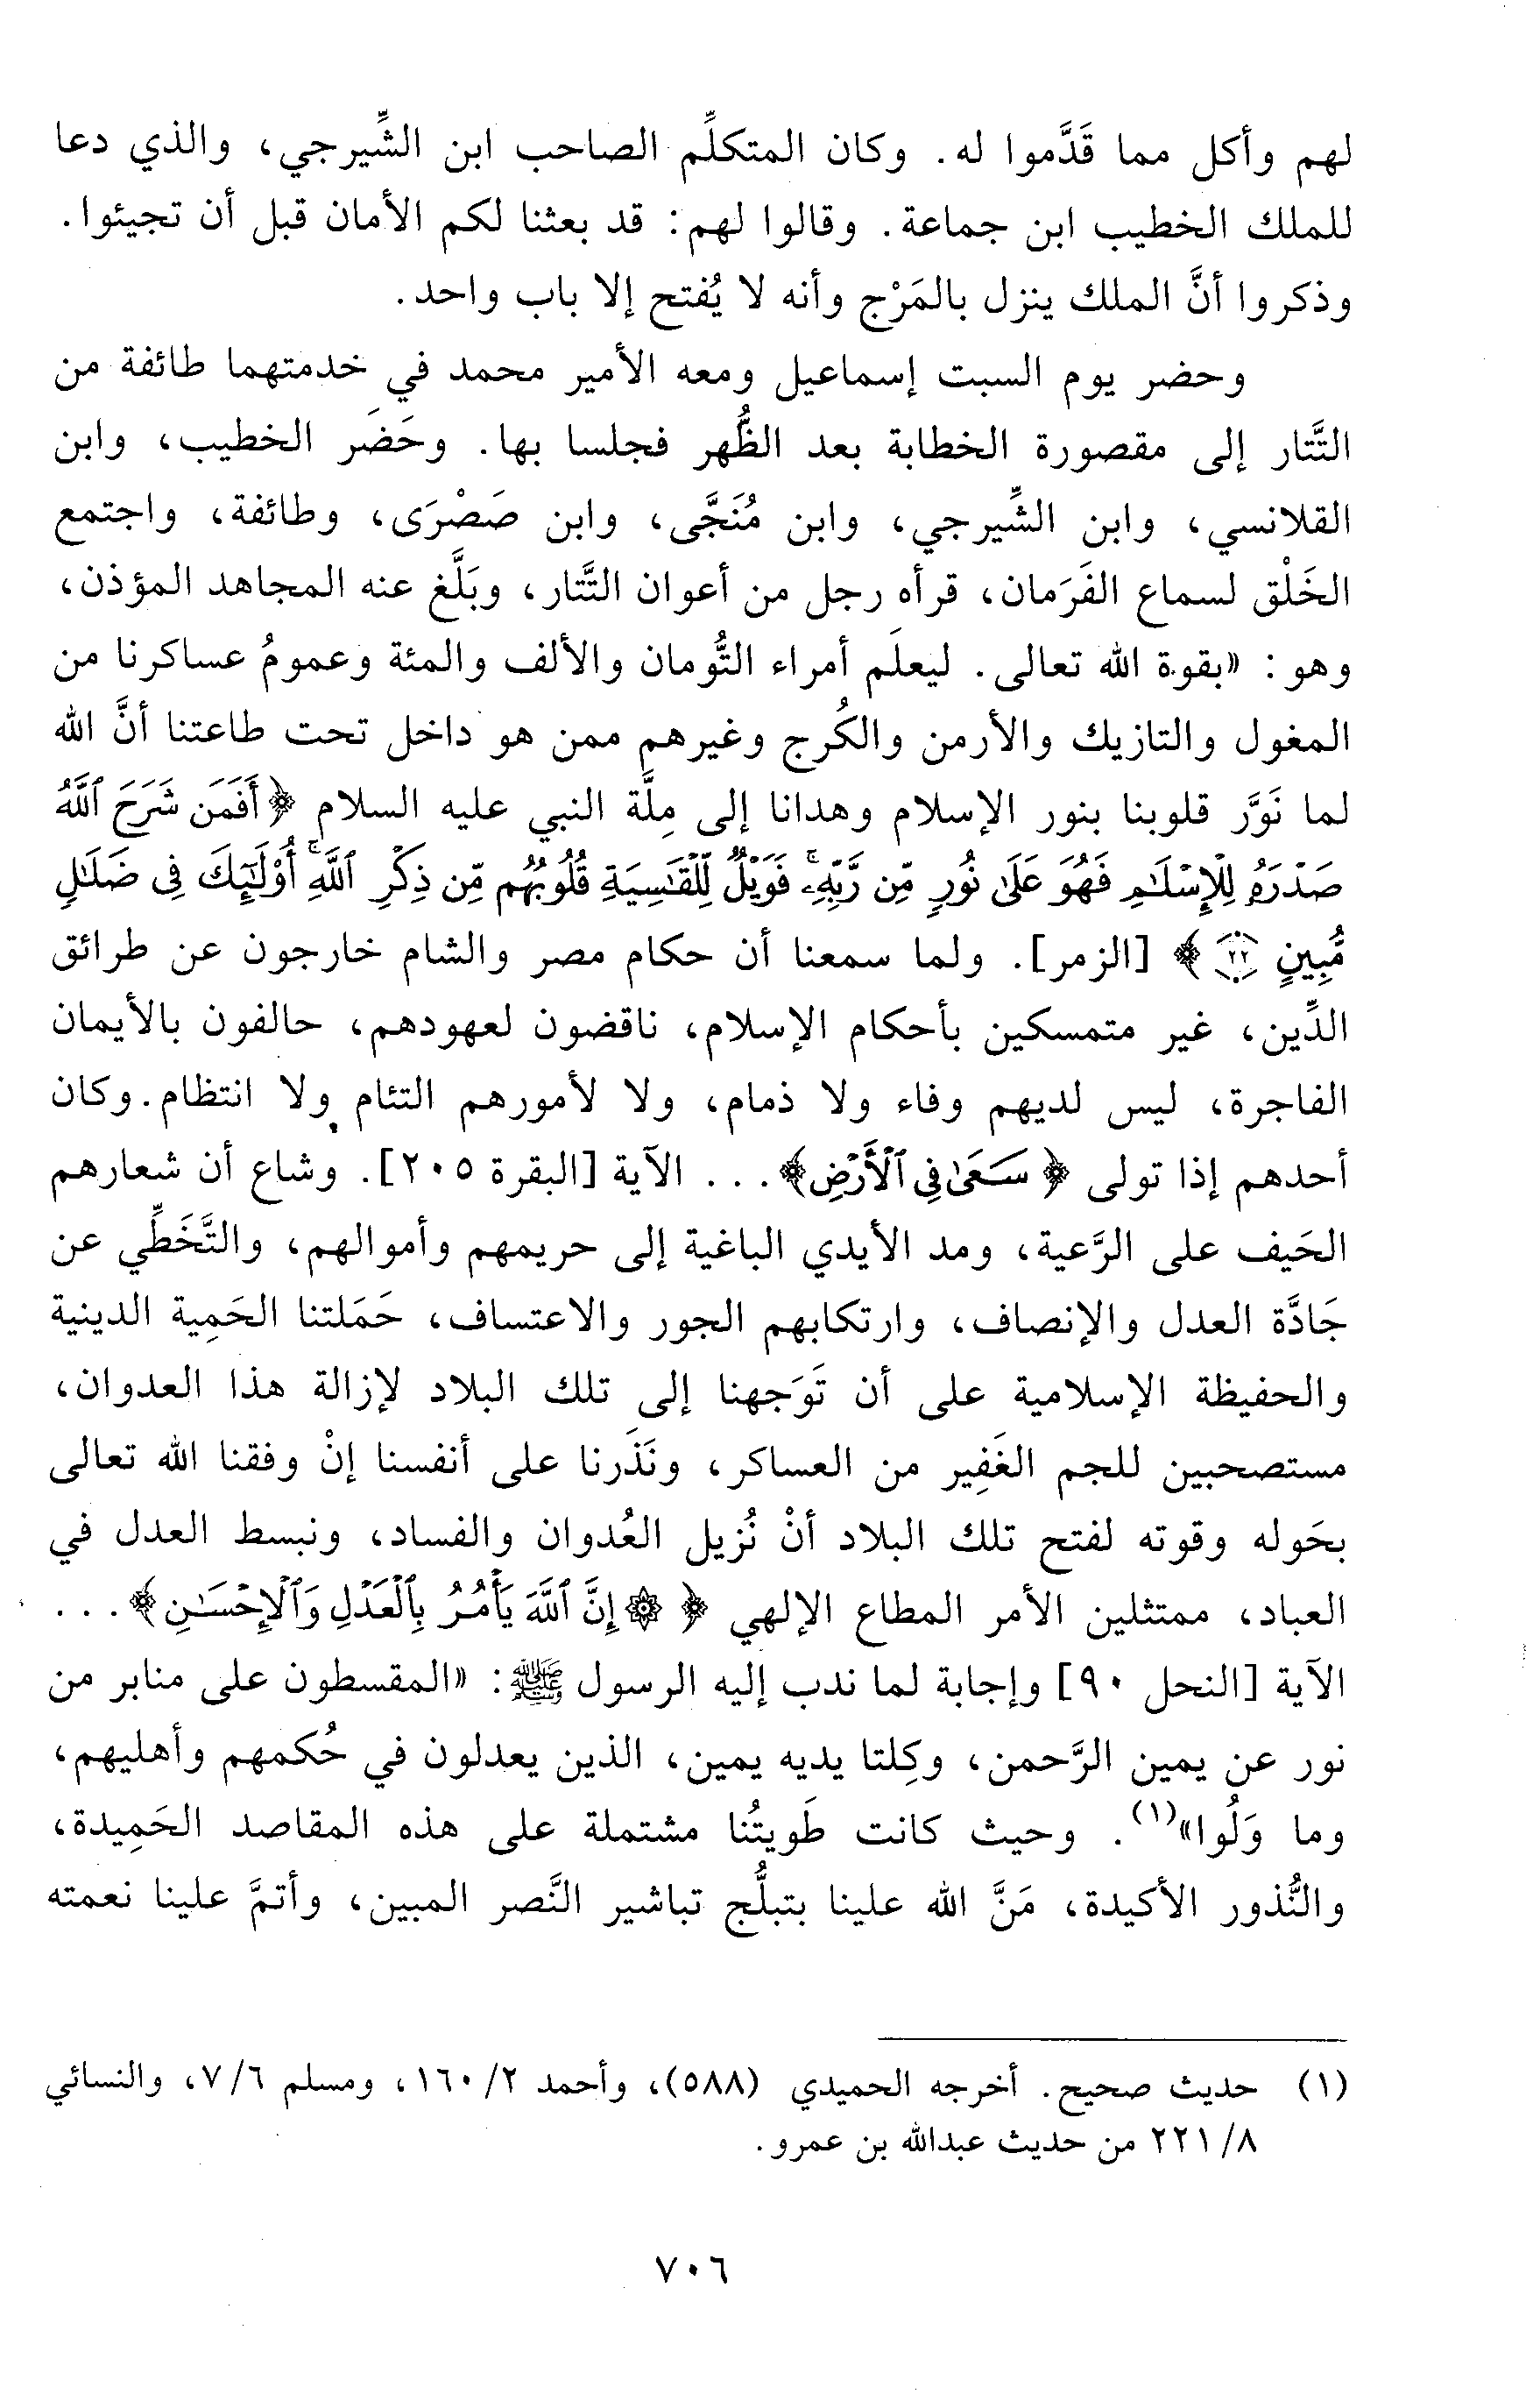 لهم وأكل مما قَدَّموا له. وكان المتكلِّم الصاحب ابن الشِّيرجي، والذي دعا
للملك الخطيب ابن جماعة. وقالوا لهم: قد بعثنا لكم الأمان قبل أن تجيئوا.
وذكروا أنَّ الملك ينزل بالمَرْج وأنه لا يُفتح إلا باب واحد.
وحضر يوم السبت إسماعيل ومعه الأمير محمد في خدمتهما طائفة من
التَّتار إلى مقصورة الخطابة بعد الظُّهر فجلسا بها. وحَضَر الخطيب، وابن
القلانسي، وابن الشِّيرجي، وابن مُنَجَّى، وابن صَصْرَى، وطائفة، واجتمع
الخَلْق لسماع الفَرَمان، قرأه رجل من أعوان التَّتار، وبَلَّغ عنه المجاهد المؤذن،
وهو: «بقوة الله تعالى. ليعلَم أمراء التُّومان والألف والمئة وعمومُ عساكرنا من
المغول والتازيك والأرمن والكُرج وغيرهم ممن هو داخل تحت طاعتنا أنَّ الله
لما نَوَّر قلوبنا بنور الإسلام وهدانا إلى مِلَّة النبي عليه السلام ﴿أَفَمَن شَرَحَ ٱللَّهُ
صَدْرَهُۥ لِلْإِسْلَٰمِ فَهُوَ عَلَىٰ نُورٍ مِّن رَّبِّهِۦۚ فَوَيْلٌ لِّلْقَٰسِيَةِ قُلُوبُهُم مِّن ذِكْرِ ٱللَّهِۚ أُوْلَٰٓئِكَ فِى ضَلَٰلٍ
مُّبِينٍ ٢٢﴾ [الزمر]. ولما سمعنا أن حكام مصر والشام خارجون عن طرائق
الدِّين، غير متمسكين بأحكام الإسلام، ناقضون لعهودهم، حالفون بالأيمان
الفاجرة، ليس لديهم وفاء ولا ذمام، ولا لأمورهم التئام ولا انتظام. وكان
أحدهم إذا تولى ﴿سَعَىٰ فِى ٱلْأَرْضِ﴾... الآية [البقرة ٢٠٥]. وشاع أن شعارهم
الحَيف على الرَّعية، ومد الأيدي الباغية إلى حريمهم وأموالهم، والتَّخَطِّي عن
جَادَّة العدل والإنصاف، وارتكابهم الجور والاعتساف، حَمَلتنا الحَمِية الدينية
والحفيظة الإسلامية على أن تَوَجهنا إلى تلك البلاد لإزالة هذا العدوان،
مستصحبين للجم الغَفِير من العساكر، ونَذَرنا على أنفسنا إنْ وفقنا الله تعالى
بحَوله وقوته لفتح تلك البلاد أنْ نُزيل العُدوان والفساد، ونبسط العدل في
العباد، ممتثلين الأمر المطاع الإلهي ﴿۞ إِنَّ ٱللَّهَ يَأْمُرُ بِٱلْعَدْلِ وَٱلْإِحْسَٰنِ﴾...
الآية [النحل ٩٠] وإجابة لما ندب إليه الرسول ﷺ: «المقسطون على منابر من
نور عن يمين الرَّحمن، وكِلتا يديه يمين، الذين يعدلون في حُكمهم وأهليهم،
وما وَلُوا»(١). وحيث كانت طَويتُنا مشتملة على هذه المقاصد الحَمِيدة،
والنُّذور الأكيدة، مَنَّ الله علينا بتبلُّج تباشير النَّصر المبين، وأتمَّ علينا نعمته
(١) حديث صحيح. أخرجه الحميدي (٥٨٨)، وأحمد ٢/ ١٦٠، ومسلم ٦/ ٧، والنسائي
٨/ ٢٢١ من حديث عبدالله بن عمرو.
٧٠٦